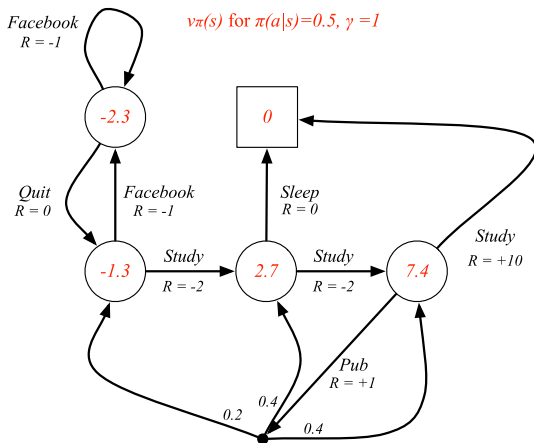 Facebook
R = -1
vπ(s) for π(a|s)=0.5, γ =1
-2.3
0
Quit
R = 0
Facebook
R = -1
Sleep
R = 0
Study
R = +10
-1.3
Study
R = -2
2.7
Study
R = -2
7.4
Pub
R = +1
0.2
0.4
0.4